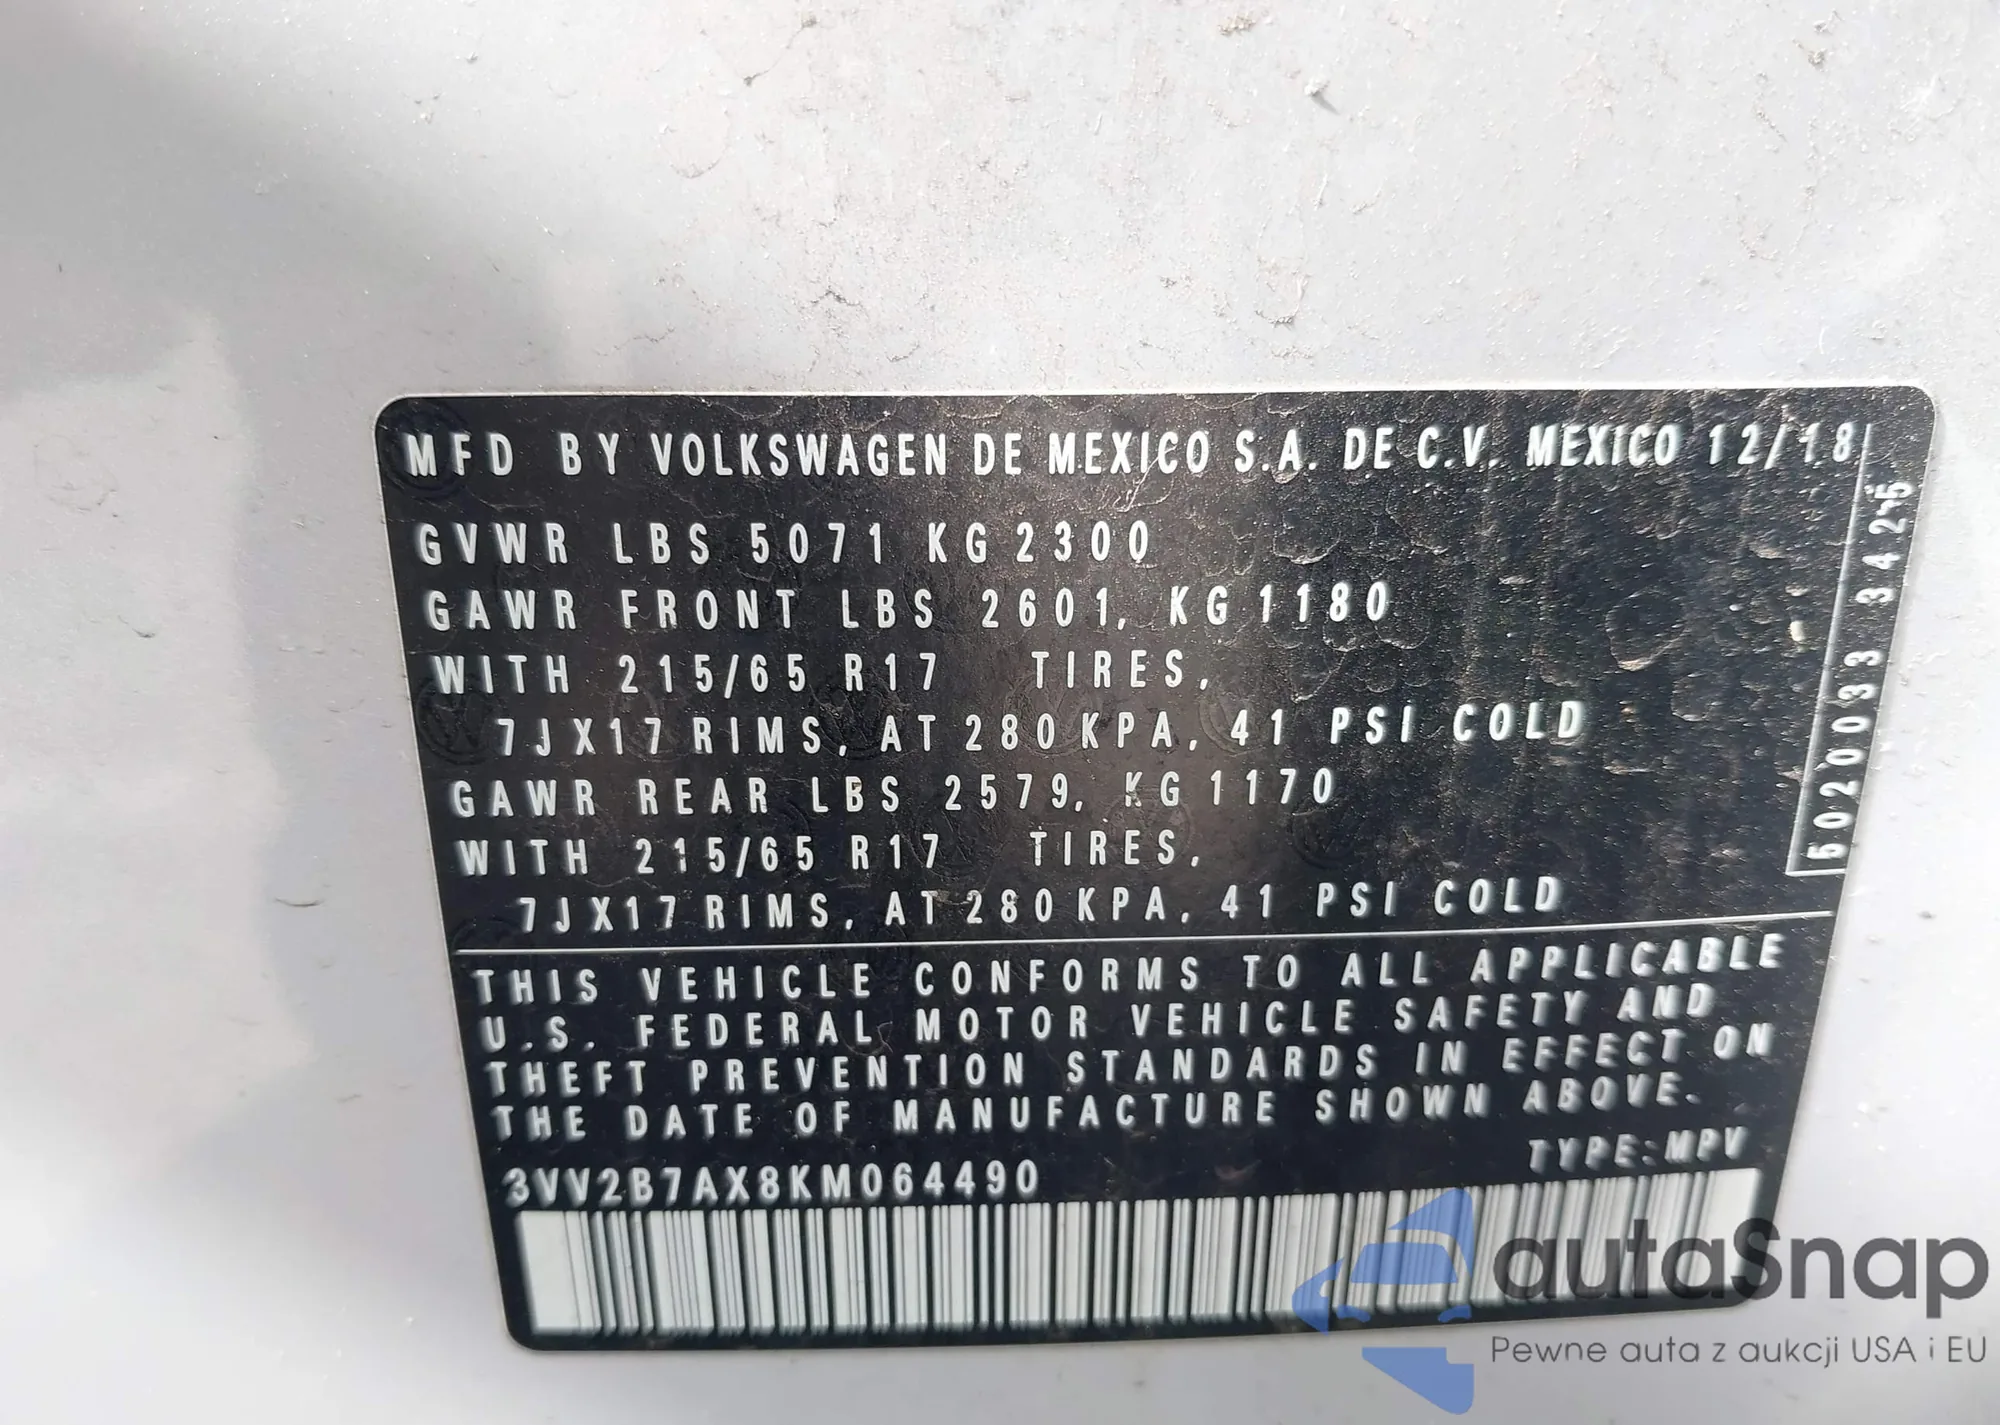 MFD BY VOLKSWAGEN DE MEXICO S.A. DE C.V. MEXICO 12/18
GVWR LBS 5071 KG 2300
GAWR FRONT LBS 2601, KG 1180
WITH 215/65 R17 TIRES,
7JX17 RIMS, AT 280 KPA, 41 PSI COLD
GAWR REAR LBS 2579, KG 1170
WITH 215/65 R17 TIRES,
7JX17 RIMS, AT 280 KPA, 41 PSI COLD
5020033 3425
THIS VEHICLE CONFORMS TO ALL APPLICABLE
U.S. FEDERAL MOTOR VEHICLE SAFETY AND
THEFT PREVENTION STANDARDS IN EFFECT ON
THE DATE OF MANUFACTURE SHOWN ABOVE.
TYPE: MPV
3VV2B7AX8KM064490
autaSnap
Pewne auta z aukcji USA i EU